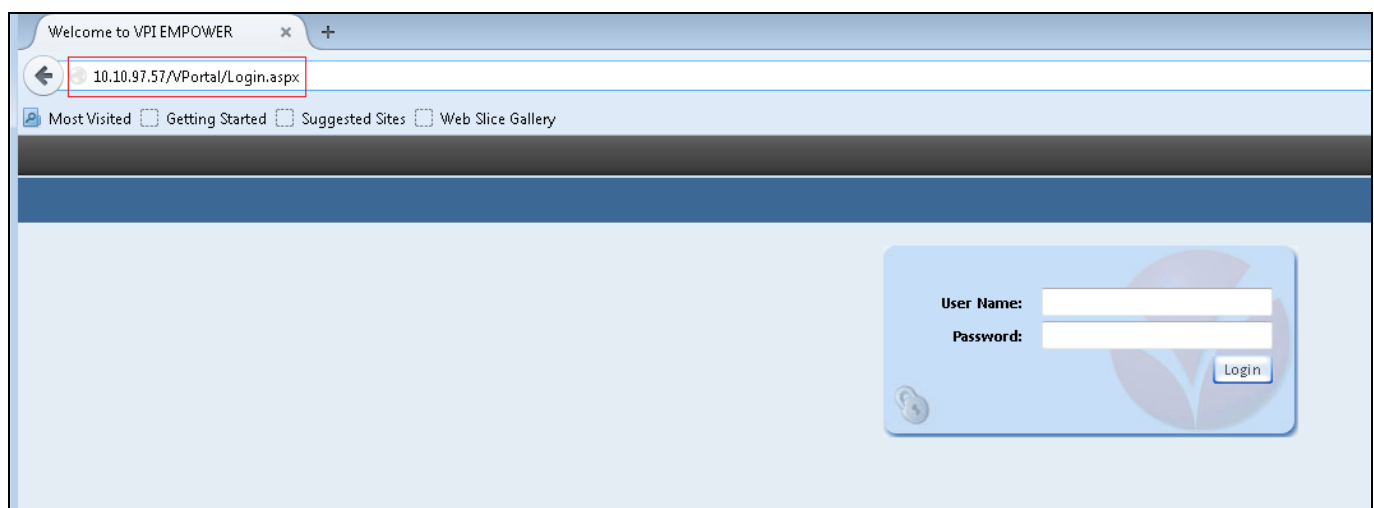 Welcome to VPI EMPOWER
10.10.97.57/VPortal/Login.aspx
Most Visited Getting Started Suggested Sites Web Slice Gallery
User Name:
Password:
Login